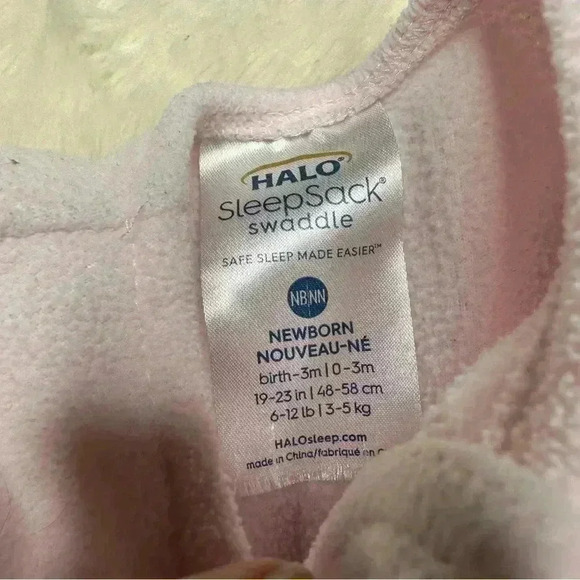 HALO®
SleepSack®
swaddle
SAFE SLEEP MADE EASIER™
NB|NN
NEWBORN
NOUVEAU-NÉ
birth-3m | 0-3m
19-23 in | 48-58 cm
6-12 lb | 3-5 kg
HALOsleep.com
made in China/fabriqué en